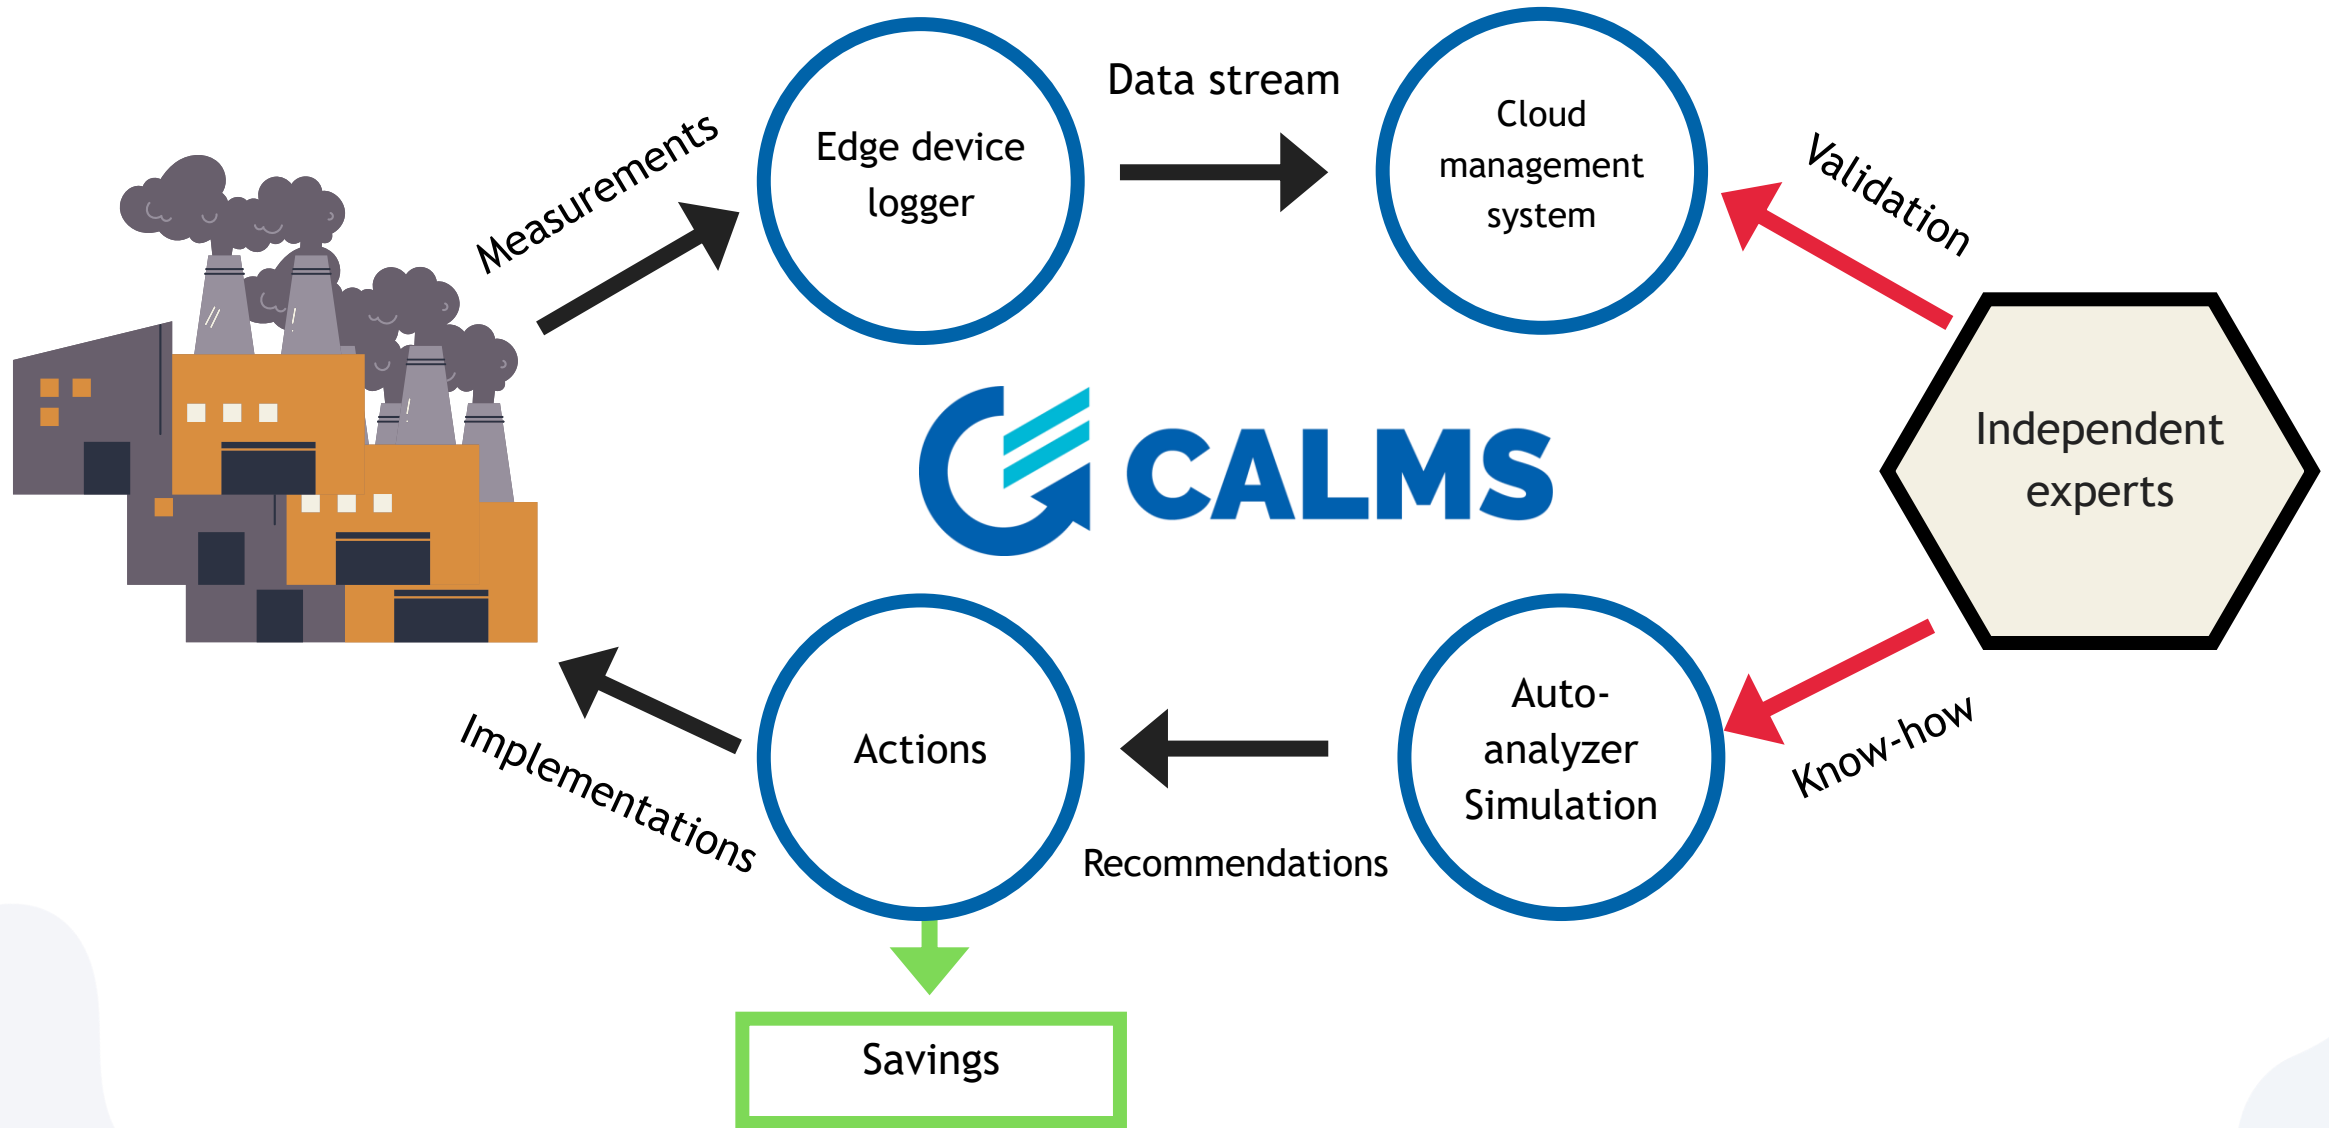 Measurements
Edge device
logger
Data stream
Cloud
management
system
Validation
Independent
experts
CALMS
Know-how
Auto-
analyzer
Simulation
Recommendations
Actions
Implementations
Savings